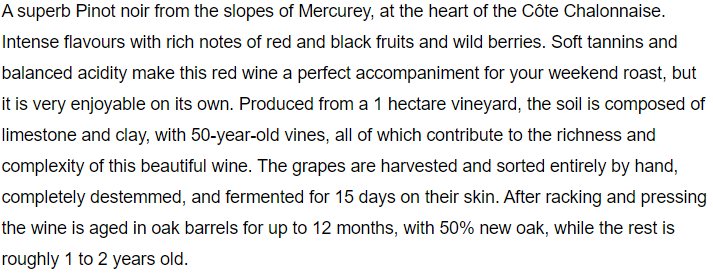 A superb Pinot noir from the slopes of Mercurey, at the heart of the Côte Chalonnaise.
Intense flavours with rich notes of red and black fruits and wild berries. Soft tannins and
balanced acidity make this red wine a perfect accompaniment for your weekend roast, but
it is very enjoyable on its own. Produced from a 1 hectare vineyard, the soil is composed of
limestone and clay, with 50-year-old vines, all of which contribute to the richness and
complexity of this beautiful wine. The grapes are harvested and sorted entirely by hand,
completely destemmed, and fermented for 15 days on their skin. After racking and pressing
the wine is aged in oak barrels for up to 12 months, with 50% new oak, while the rest is
roughly 1 to 2 years old.